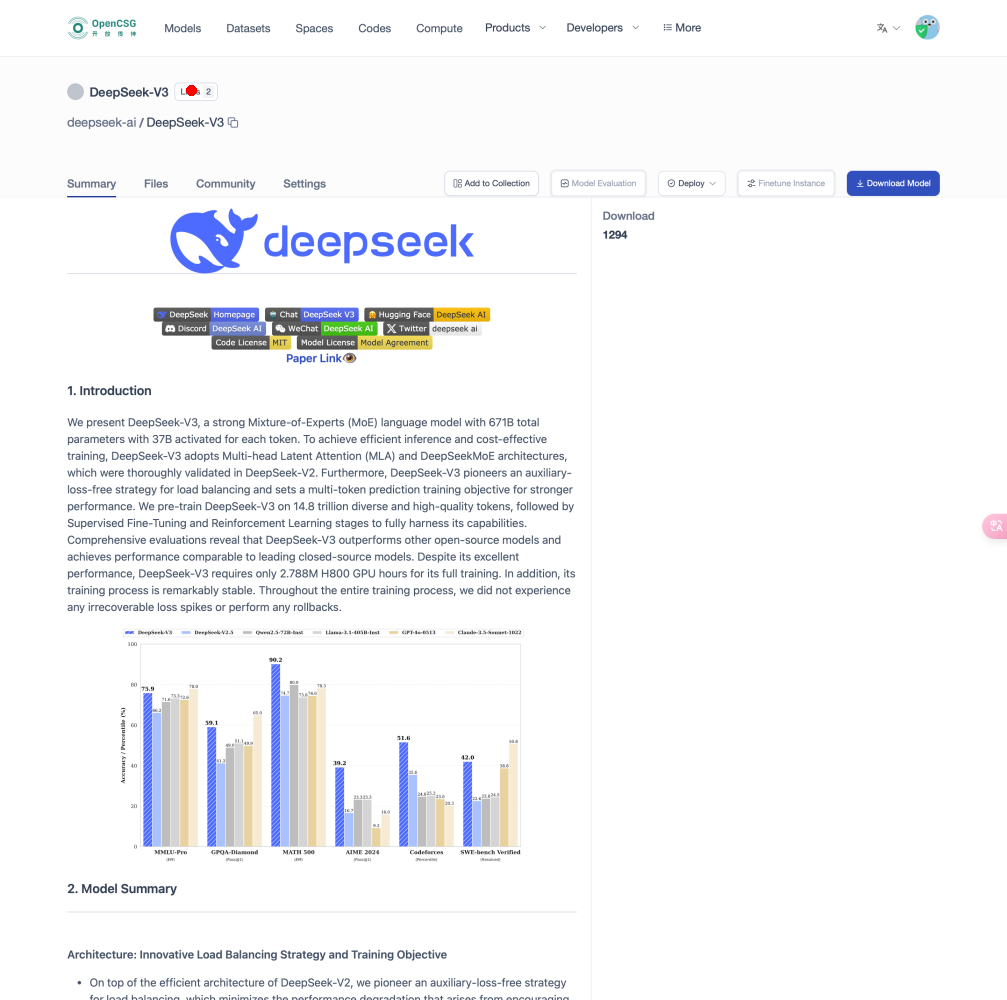 OpenCSG
开 放 传 神
Models
Datasets
Spaces
Codes
Compute
Products
Developers
More
DeepSeek-V3
2
deepseek-ai / DeepSeek-V3
Summary
Files
Community
Settings
Add to Collection
Model Evaluation
Deploy
Finetune Instance
Download Model
deepseek
DeepSeek Homepage Chat DeepSeek V3 Hugging Face DeepSeek AI
Discord DeepSeek AI WeChat DeepSeek AI Twitter deepseek ai
Code License MIT Model License Model Agreement
Paper Link
Download
1294
1. Introduction
We present DeepSeek-V3, a strong Mixture-of-Experts (MoE) language model with 671B total
parameters with 37B activated for each token. To achieve efficient inference and cost-effective
training, DeepSeek-V3 adopts Multi-head Latent Attention (MLA) and DeepSeekMoE architectures,
which were thoroughly validated in DeepSeek-V2. Furthermore, DeepSeek-V3 pioneers an auxiliary-
loss-free strategy for load balancing and sets a multi-token prediction training objective for stronger
performance. We pre-train DeepSeek-V3 on 14.8 trillion diverse and high-quality tokens, followed by
Supervised Fine-Tuning and Reinforcement Learning stages to fully harness its capabilities.
Comprehensive evaluations reveal that DeepSeek-V3 outperforms other open-source models and
achieves performance comparable to leading closed-source models. Despite its excellent
performance, DeepSeek-V3 requires only 2.788M H800 GPU hours for its full training. In addition, its
training process is remarkably stable. Throughout the entire training process, we did not experience
any irrecoverable loss spikes or perform any rollbacks.
DeepSeek-V3 DeepSeek-V2.5 Qwen2.5-72B-Inst Llama-3.1-405B-Inst GPT-4o-0513 Claude-3.5-Sonnet-1022
Accuracy / Percentile (%)
100
80
60
40
20
0
75.9 66.2 71.6 73.3 72.6 78.0
59.1 41.3 49.0 51.1 49.9 65.0
90.2 74.7 80.0 73.8 74.6 78.3
39.2 16.7 23.3 23.3 9.3 16.0
51.6 35.6 24.8 25.3 23.6 20.3
42.0 22.6 23.8 24.5 38.8 50.8
MMLU-Pro GPQA-Diamond MATH 500 AIME 2024 Codeforces SWE-bench Verified
(EM) (Pass@1) (EM) (Pass@1) (Percentile) (Resolved)
2. Model Summary
Architecture: Innovative Load Balancing Strategy and Training Objective
• On top of the efficient architecture of DeepSeek-V2, we pioneer an auxiliary-loss-free strategy
for load balancing, which minimizes the performance degradation that arises from encouraging